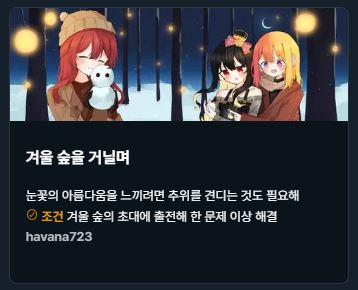 겨울 숲을 거닐며
눈꽃의 아름다움을 느끼려면 추위를 견디는 것도 필요해
조건 겨울 숲의 초대에 출전해 한 문제 이상 해결
havana723